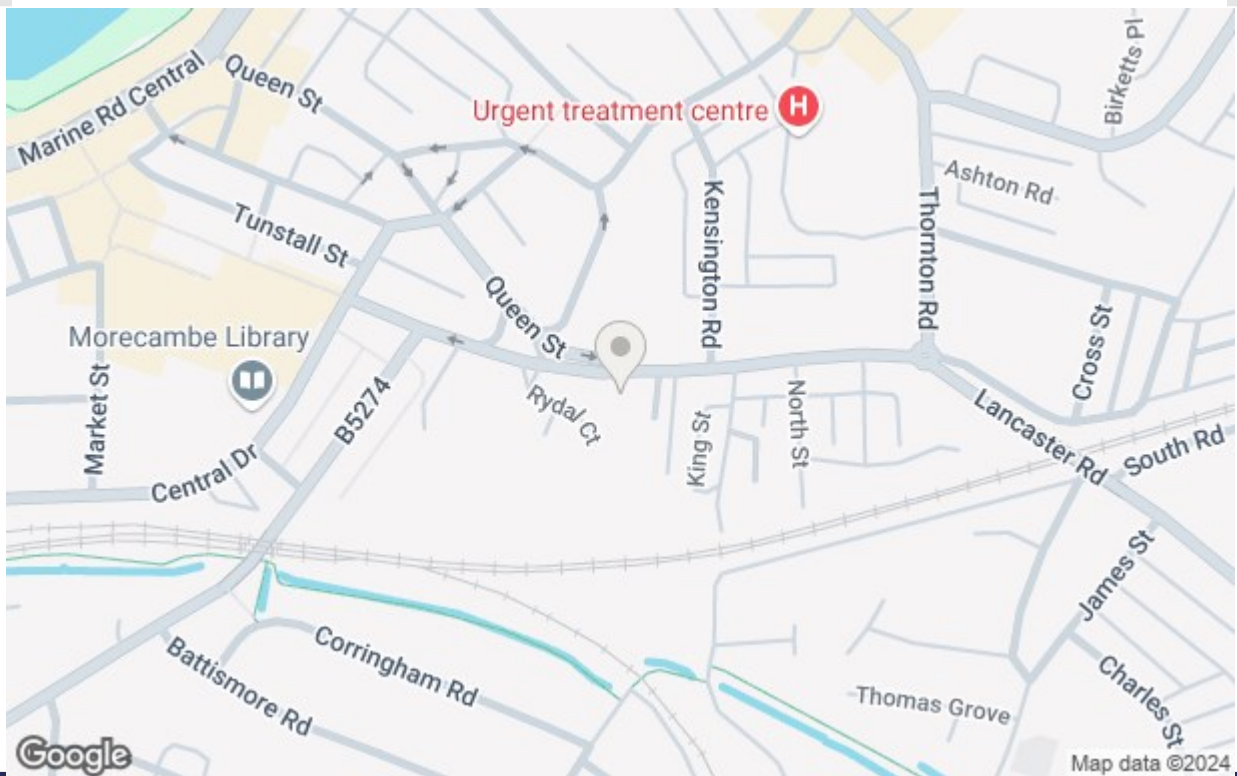 Marine Rd Central
Queen St
Urgent treatment centre
H
Birketts Pl
Ashton Rd
Tunstall St
Kensington Rd
Thornton Rd
Queen St
Morecambe Library
Market St
B5274
Rydal Ct
King St
North St
Cross St
Lancaster Rd
South Rd
Central Dr
James St
Corringham Rd
Battismore Rd
Thomas Grove
Charles St
Google
Map data ©2024